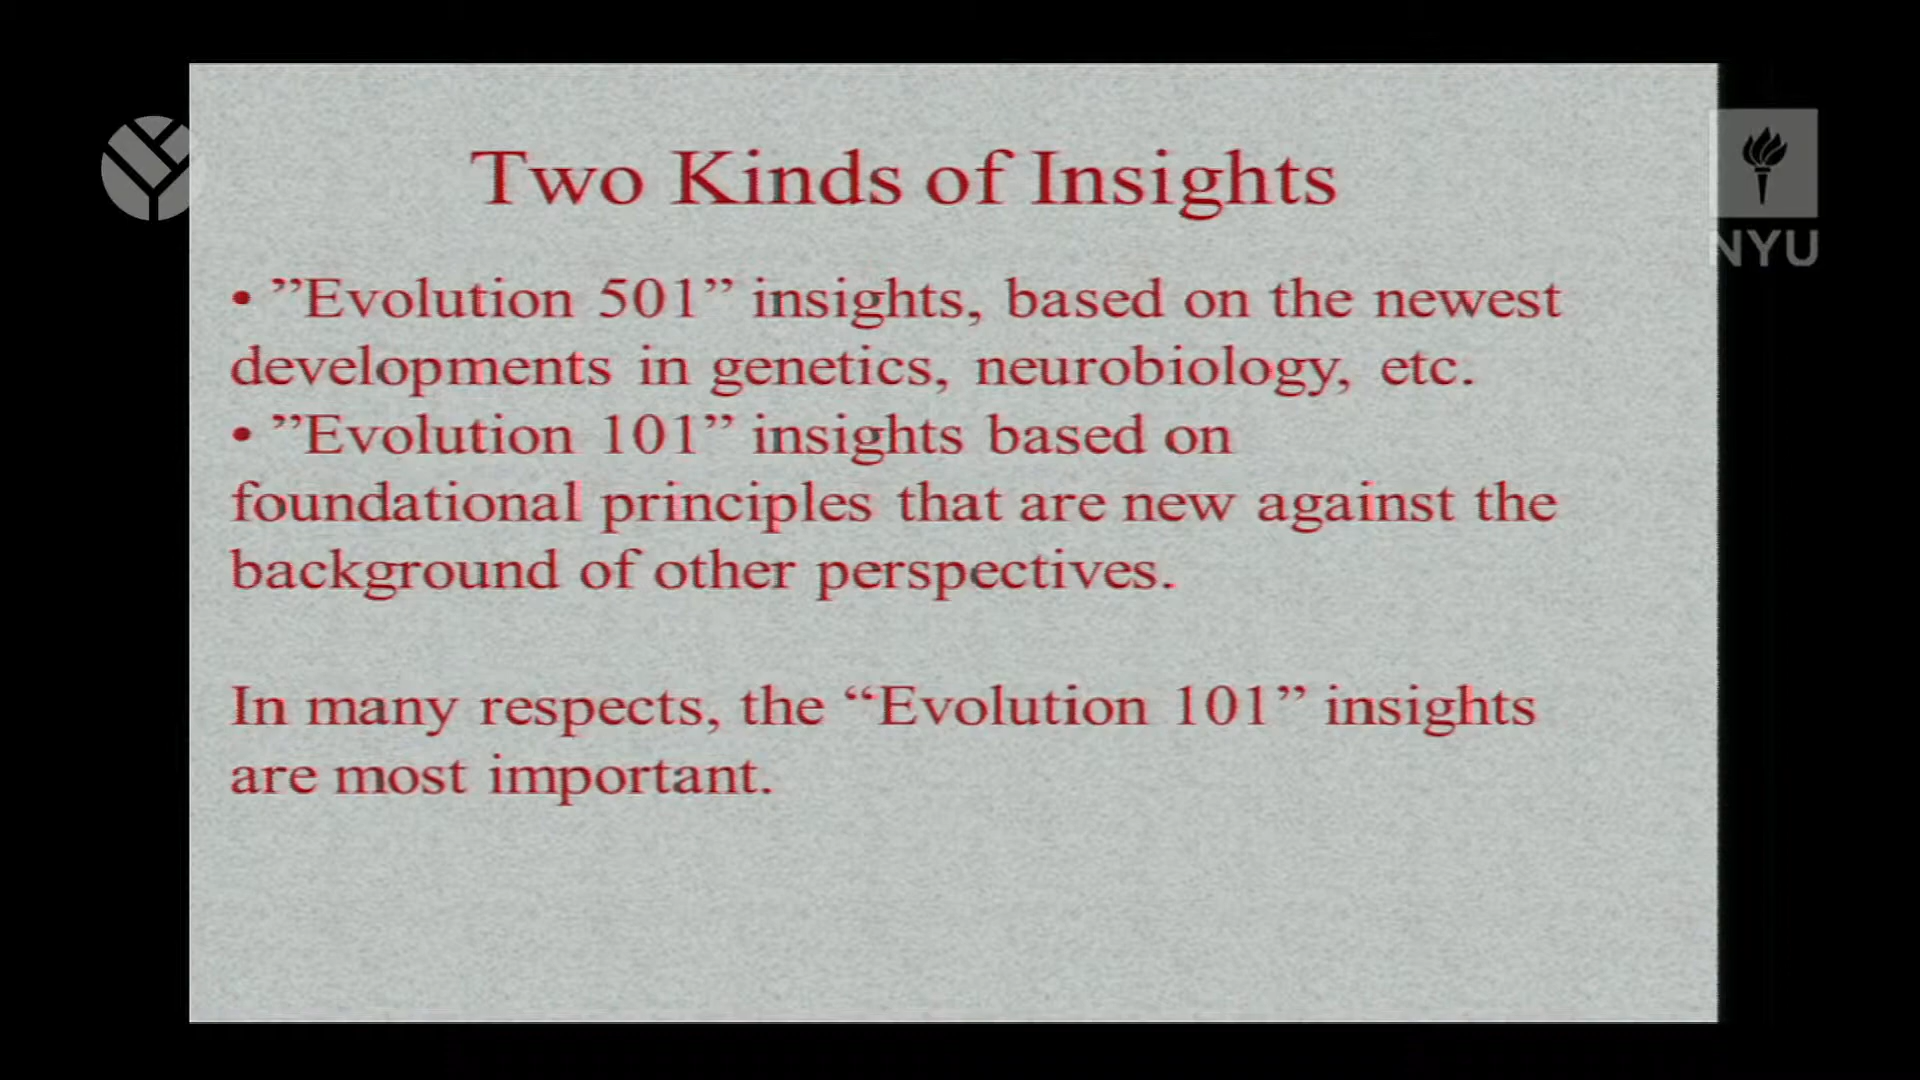 Two Kinds of Insights
• ”Evolution 501” insights, based on the newest
developments in genetics, neurobiology, etc.
• ”Evolution 101” insights based on
foundational principles that are new against the
background of other perspectives.
In many respects, the “Evolution 101” insights
are most important.
NYU